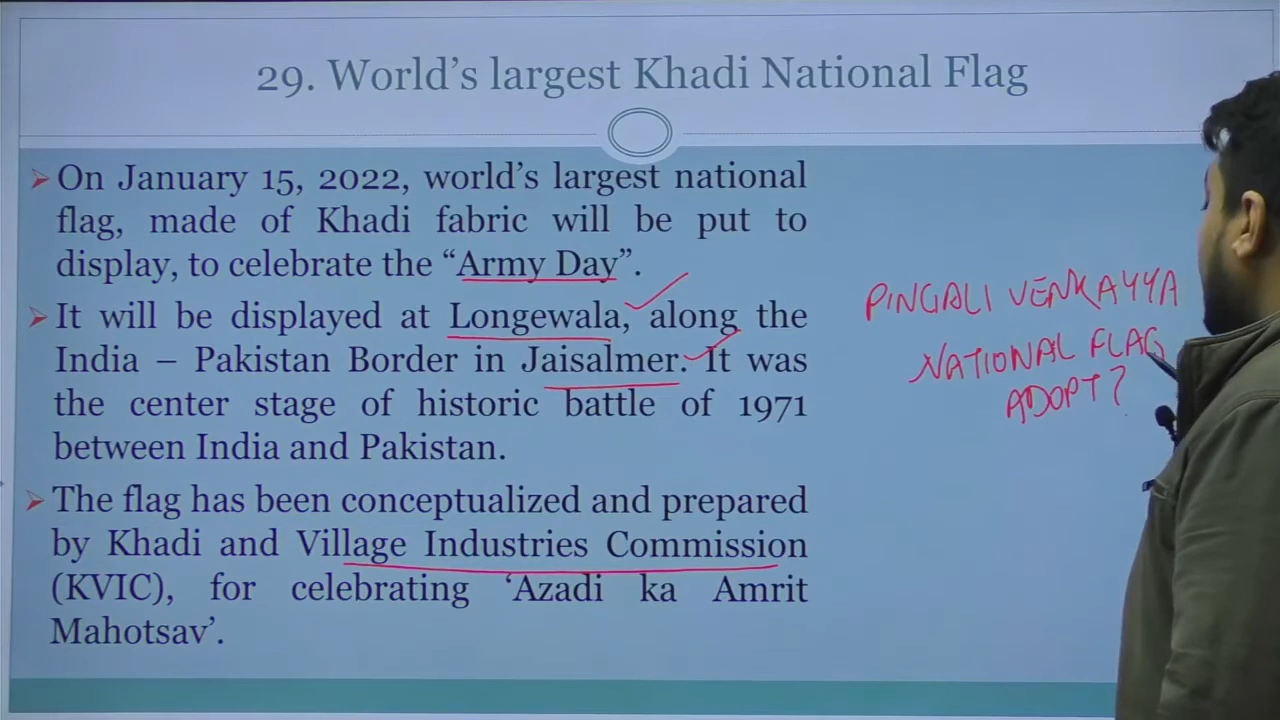 29. World's largest Khadi National Flag
➢ On January 15, 2022, world's largest national
flag, made of Khadi fabric will be put to
display, to celebrate the “Army Day”.
➢ It will be displayed at Longewala, along the
India – Pakistan Border in Jaisalmer. It was
the center stage of historic battle of 1971
between India and Pakistan.
➢ The flag has been conceptualized and prepared
by Khadi and Village Industries Commission
(KVIC), for celebrating ‘Azadi ka Amrit
Mahotsav’.
PINGALI VENKAYYA
NATIONAL FLAG
ADOPT?